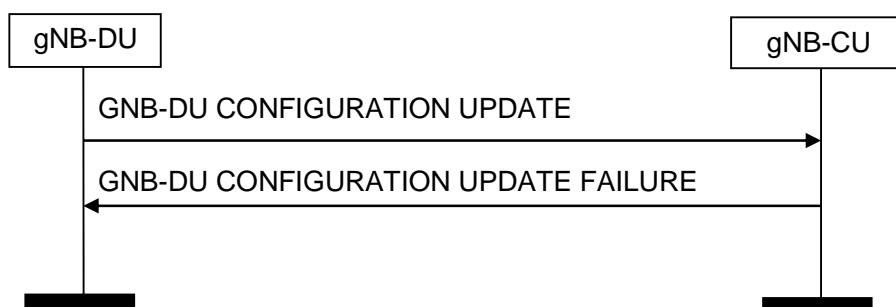 gNB-DU
gNB-CU
GNB-DU CONFIGURATION UPDATE
GNB-DU CONFIGURATION UPDATE FAILURE